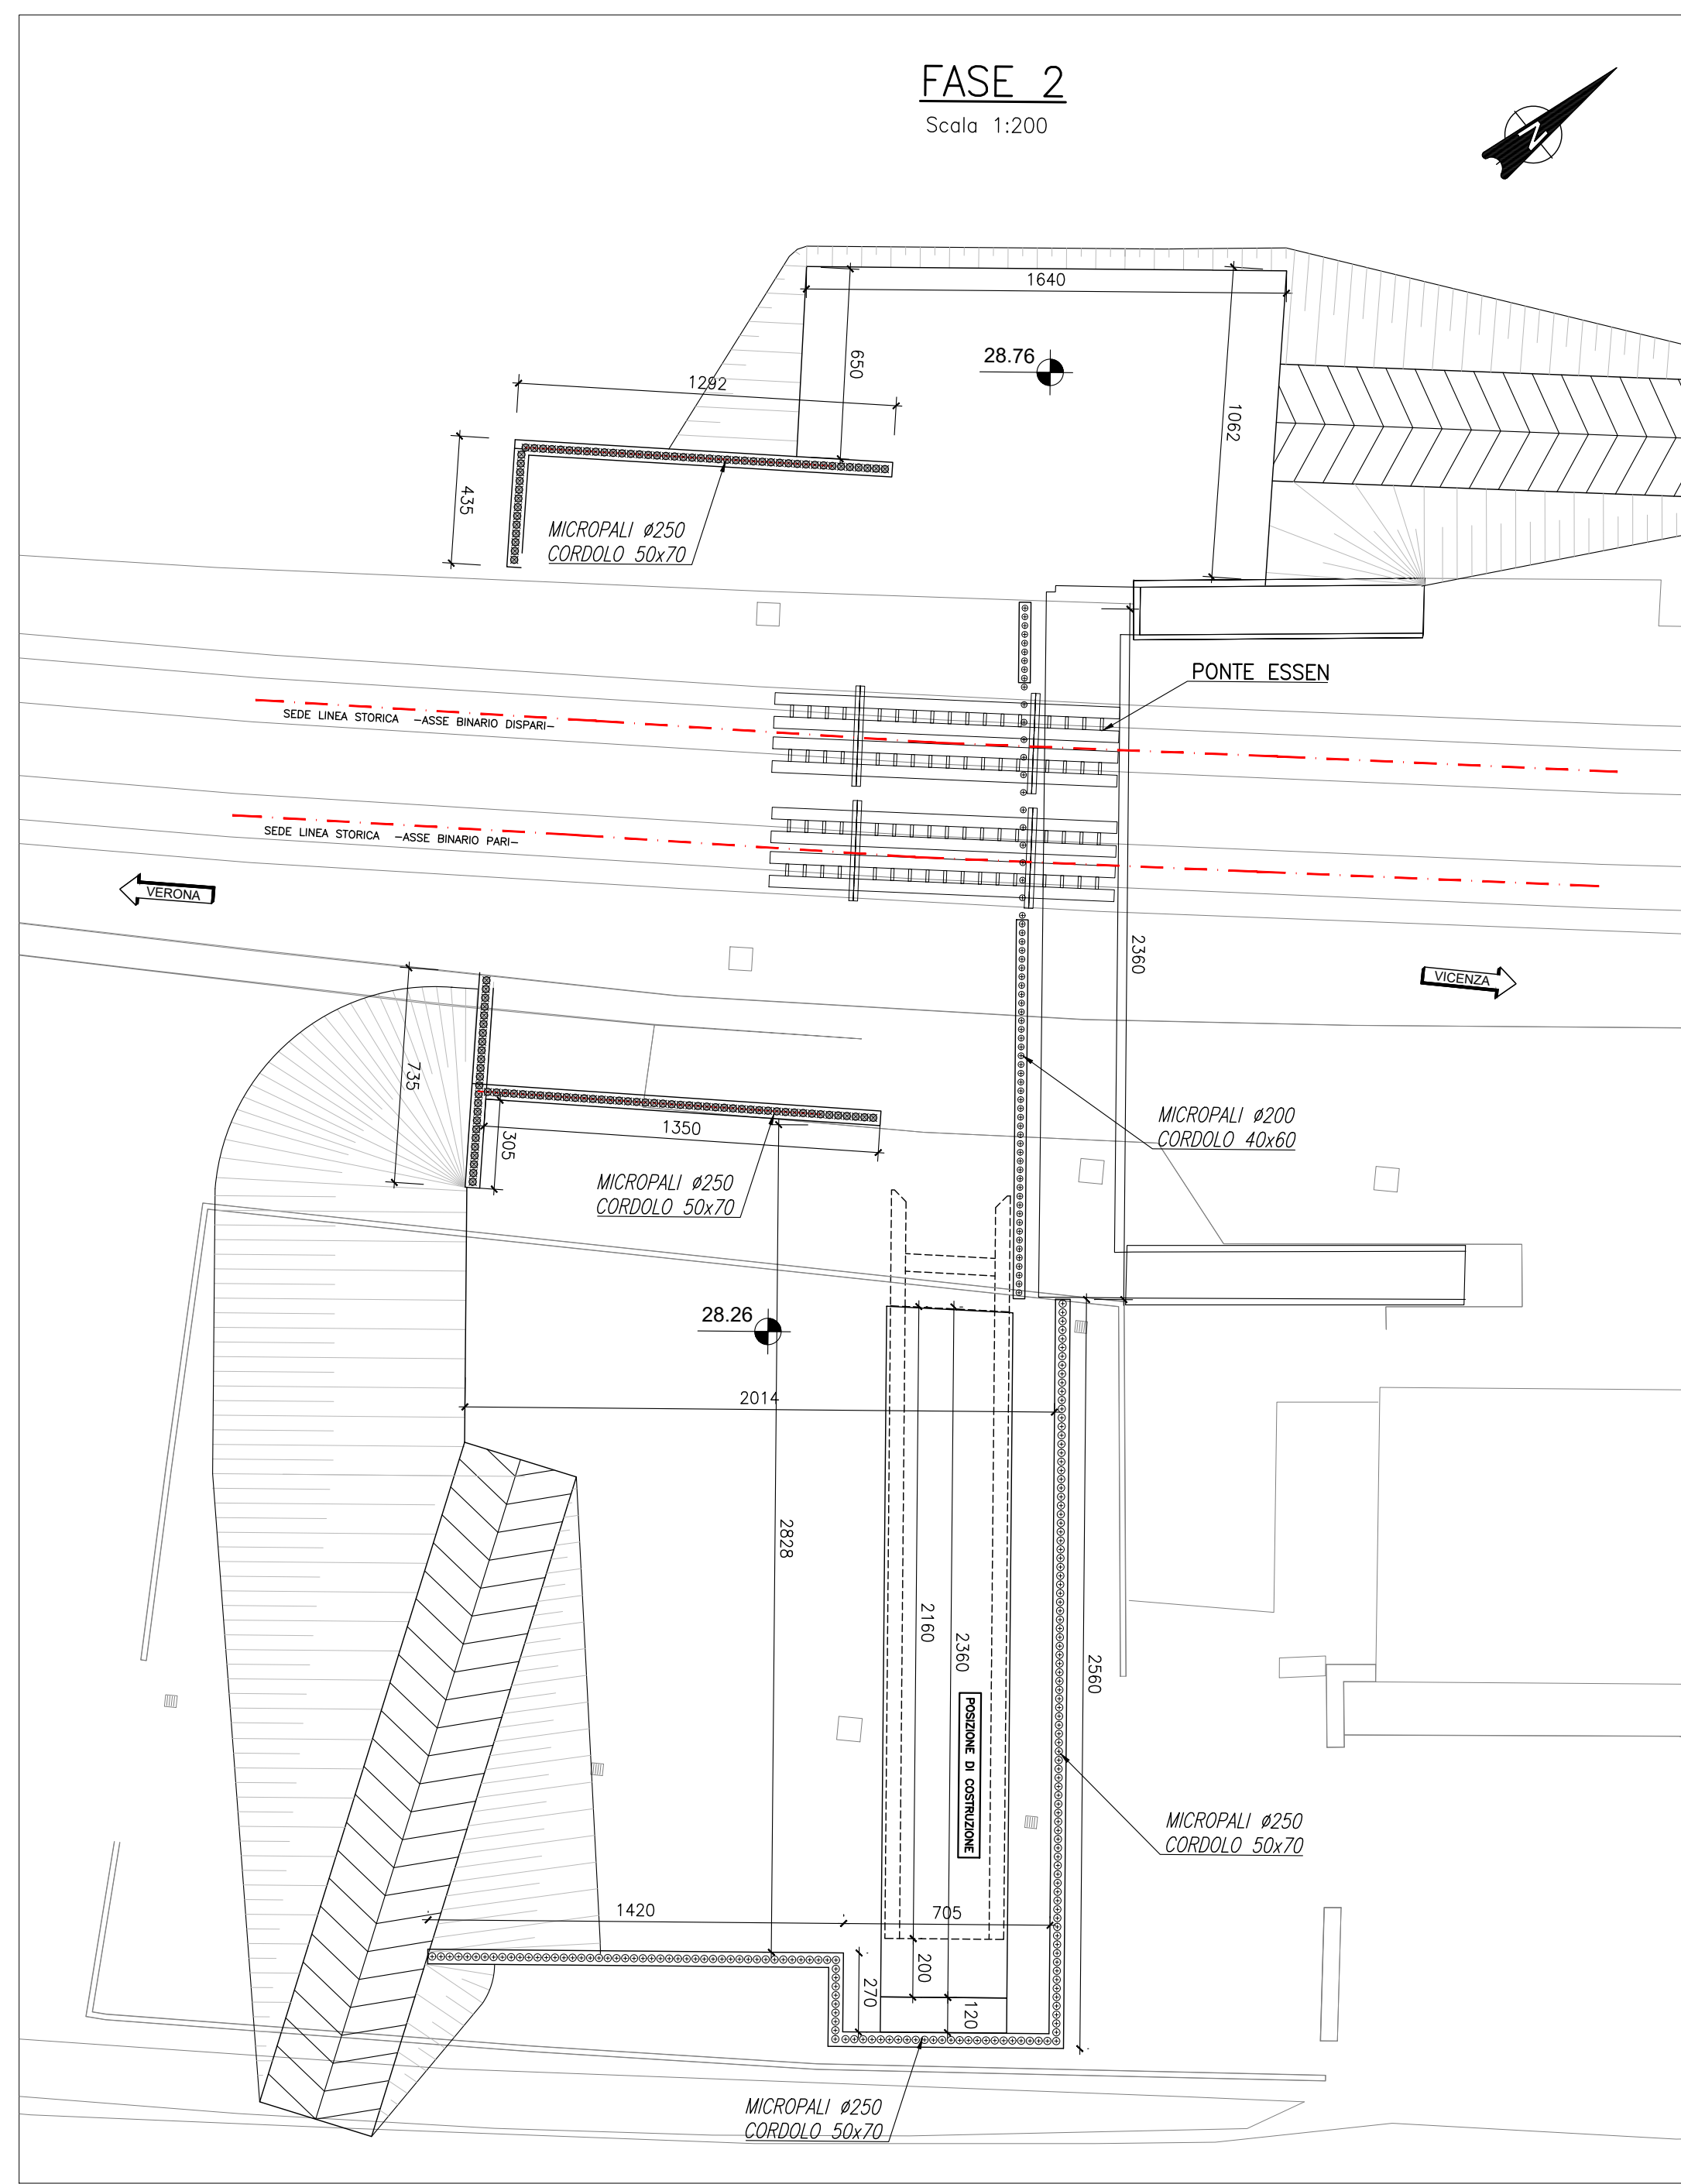 FASE 2
Scala 1:200
N
1640
650
28.76
1062
1292
435
MICROPALI ø250
CORDOLO 50x70
PONTE ESSEN
SEDE LINEA STORICA -ASSE BINARIO DISPARI-
SEDE LINEA STORICA -ASSE BINARIO PARI-
VERONA
2360
VICENZA
735
305
1350
MICROPALI ø200
CORDOLO 40x60
MICROPALI ø250
CORDOLO 50x70
28.26
2014
2828
2160
2360
2560
POSIZIONE DI COSTRUZIONE
MICROPALI ø250
CORDOLO 50x70
1420
705
200
270
120
MICROPALI ø250
CORDOLO 50x70